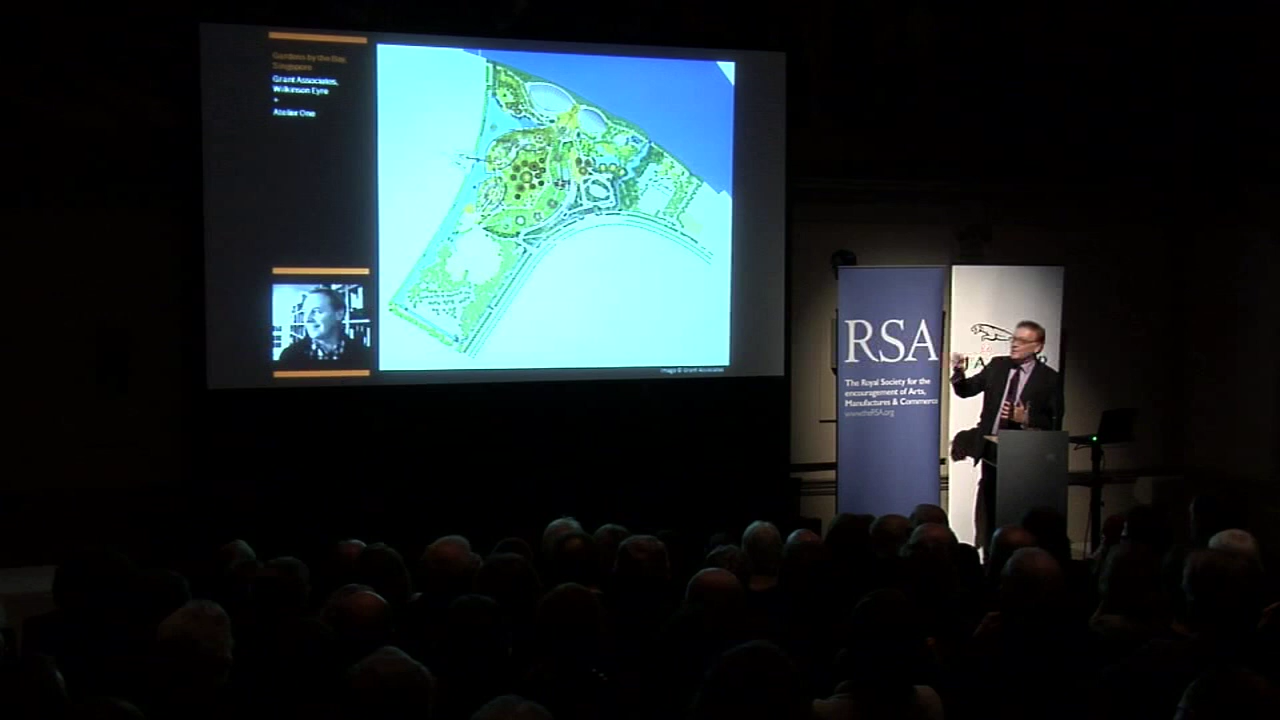 Gardens by the Bay,
Singapore
Grant Associates,
Wilkinson Eyre
+
Atelier One
Image © Grant Associates
RSA
The Royal Society for the
encouragement of Arts,
Manufactures & Commerce
www.theRSA.org